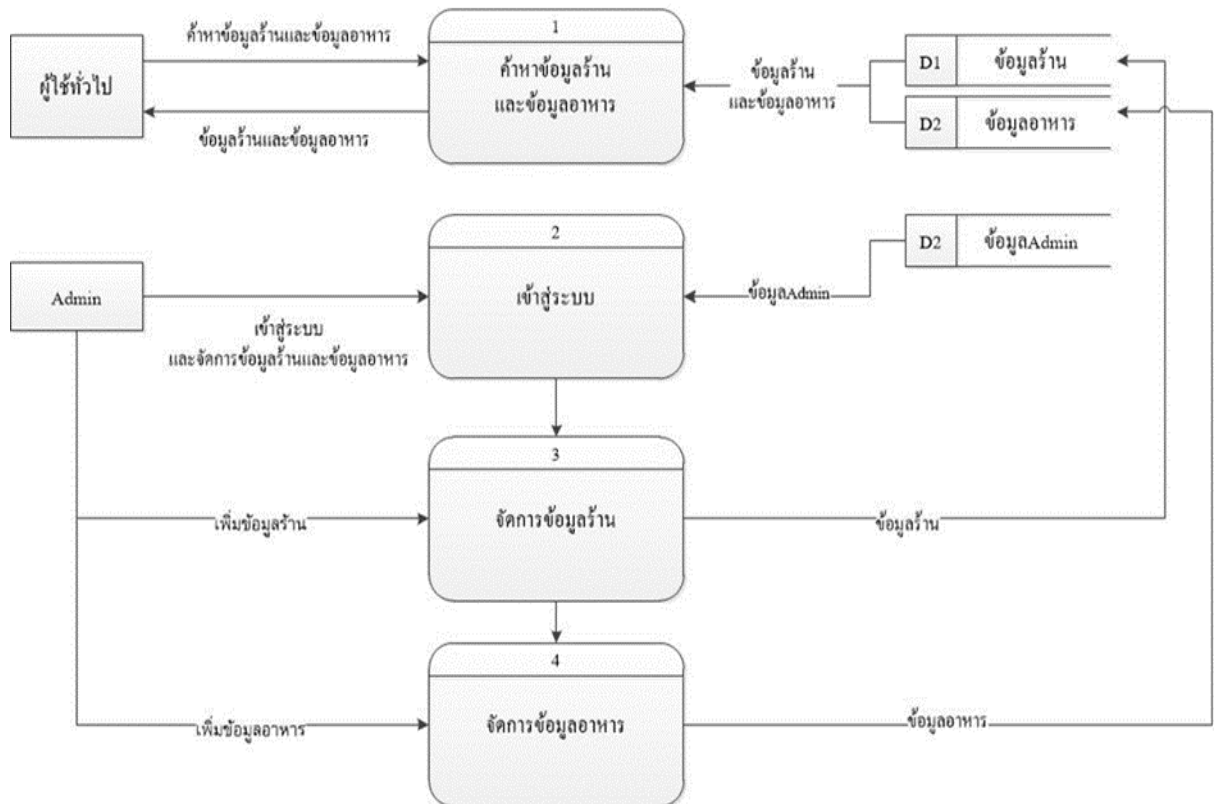 ค้าหาข้อมูลร้านและข้อมูลอาหาร
ผู้ใช้ทั่วไป
ข้อมูลร้านและข้อมูลอาหาร
1
ค้าหาข้อมูลร้าน
และข้อมูลอาหาร
ข้อมูลร้าน
และข้อมูลอาหาร
D1
ข้อมูลร้าน
D2
ข้อมูลอาหาร
Admin
เข้าสู่ระบบ
และจัดการข้อมูลร้านและข้อมูลอาหาร
2
เข้าสู่ระบบ
ข้อมูลAdmin
D2
ข้อมูลAdmin
3
เพิ่มข้อมูลร้าน
จัดการข้อมูลร้าน
ข้อมูลร้าน
4
เพิ่มข้อมูลอาหาร
จัดการข้อมูลอาหาร
ข้อมูลอาหาร